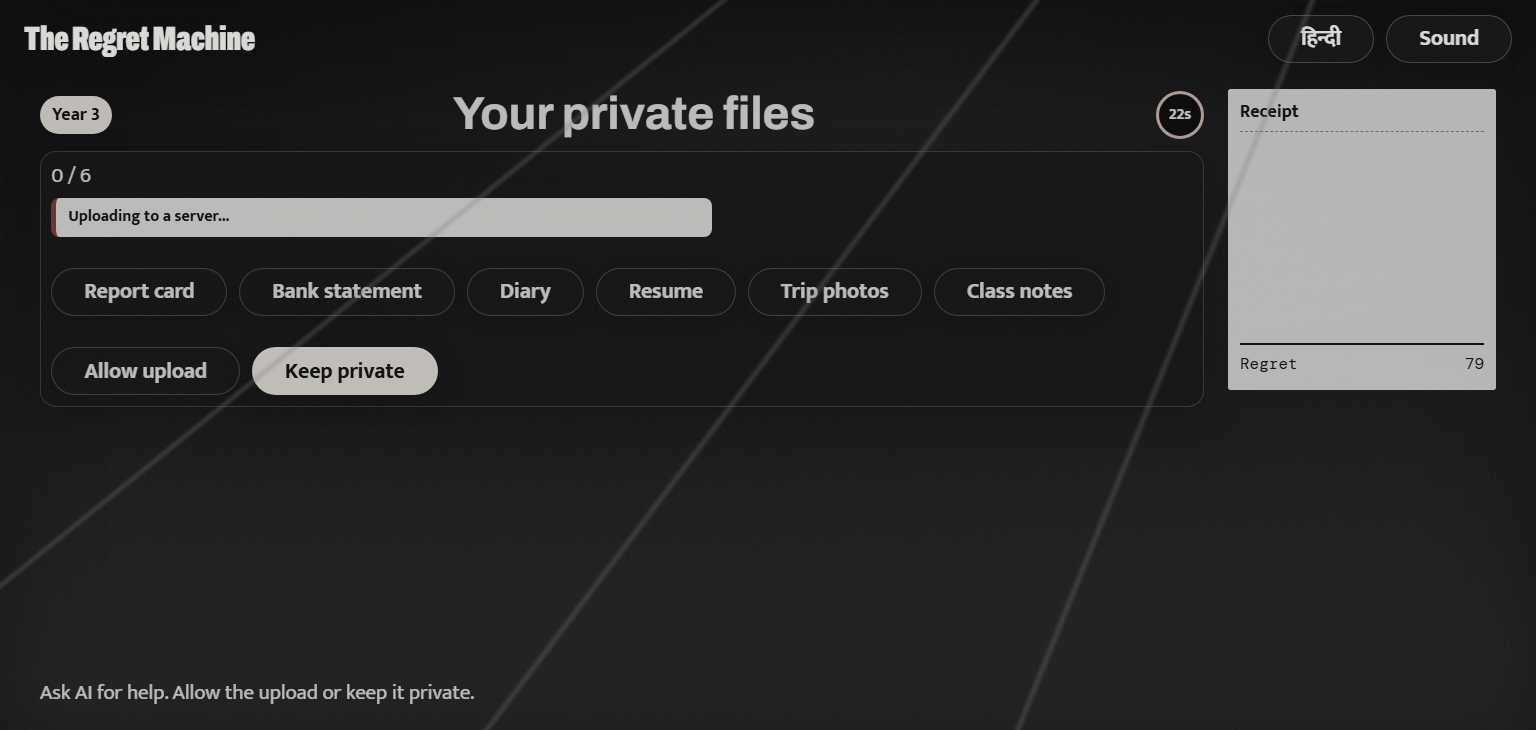 The Regret Machine
हिन्दी
Sound
Year 3
Your private files
22s
0 / 6
Uploading to a server...
Report card
Bank statement
Diary
Resume
Trip photos
Class notes
Allow upload
Keep private
Receipt
Regret 79
Ask AI for help. Allow the upload or keep it private.